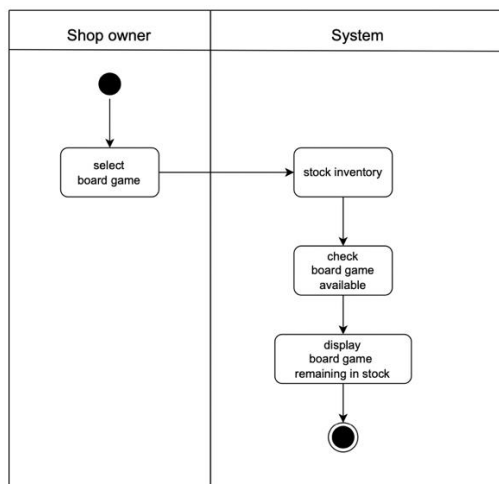 Shop owner
System
select
board game
stock inventory
check
board game
available
display
board game
remaining in stock